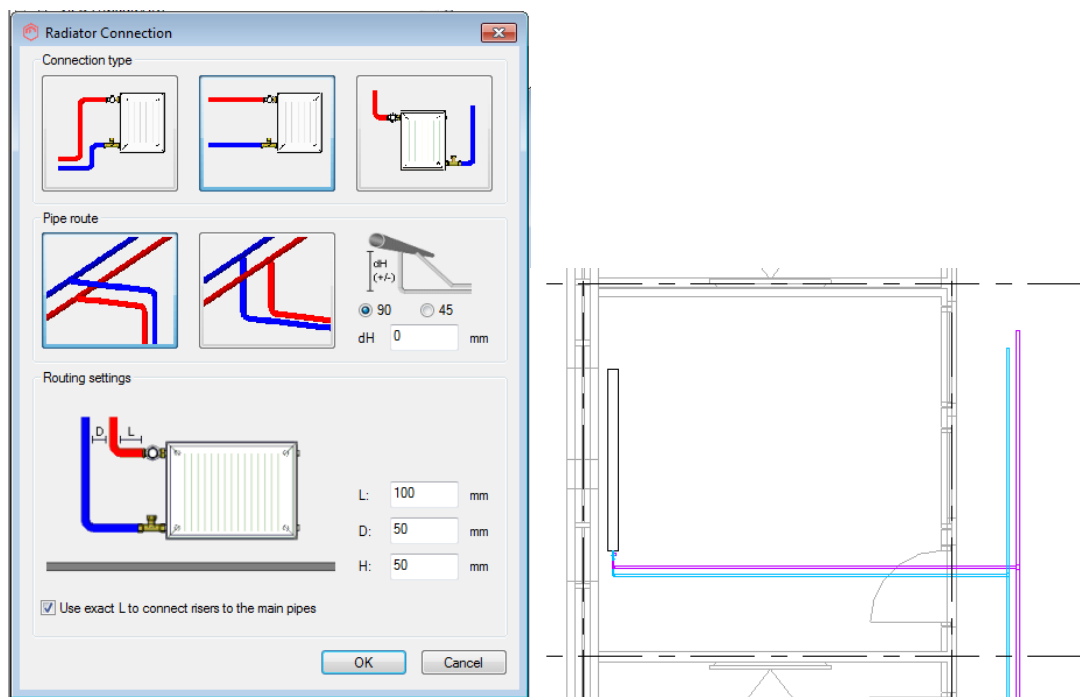 Radiator Connection
Connection type
Pipe route
dH
(+/-)
90
45
dH
0
mm
Routing settings
D
L
L:
100
mm
D:
50
mm
H:
50
mm
Use exact L to connect risers to the main pipes
OK
Cancel